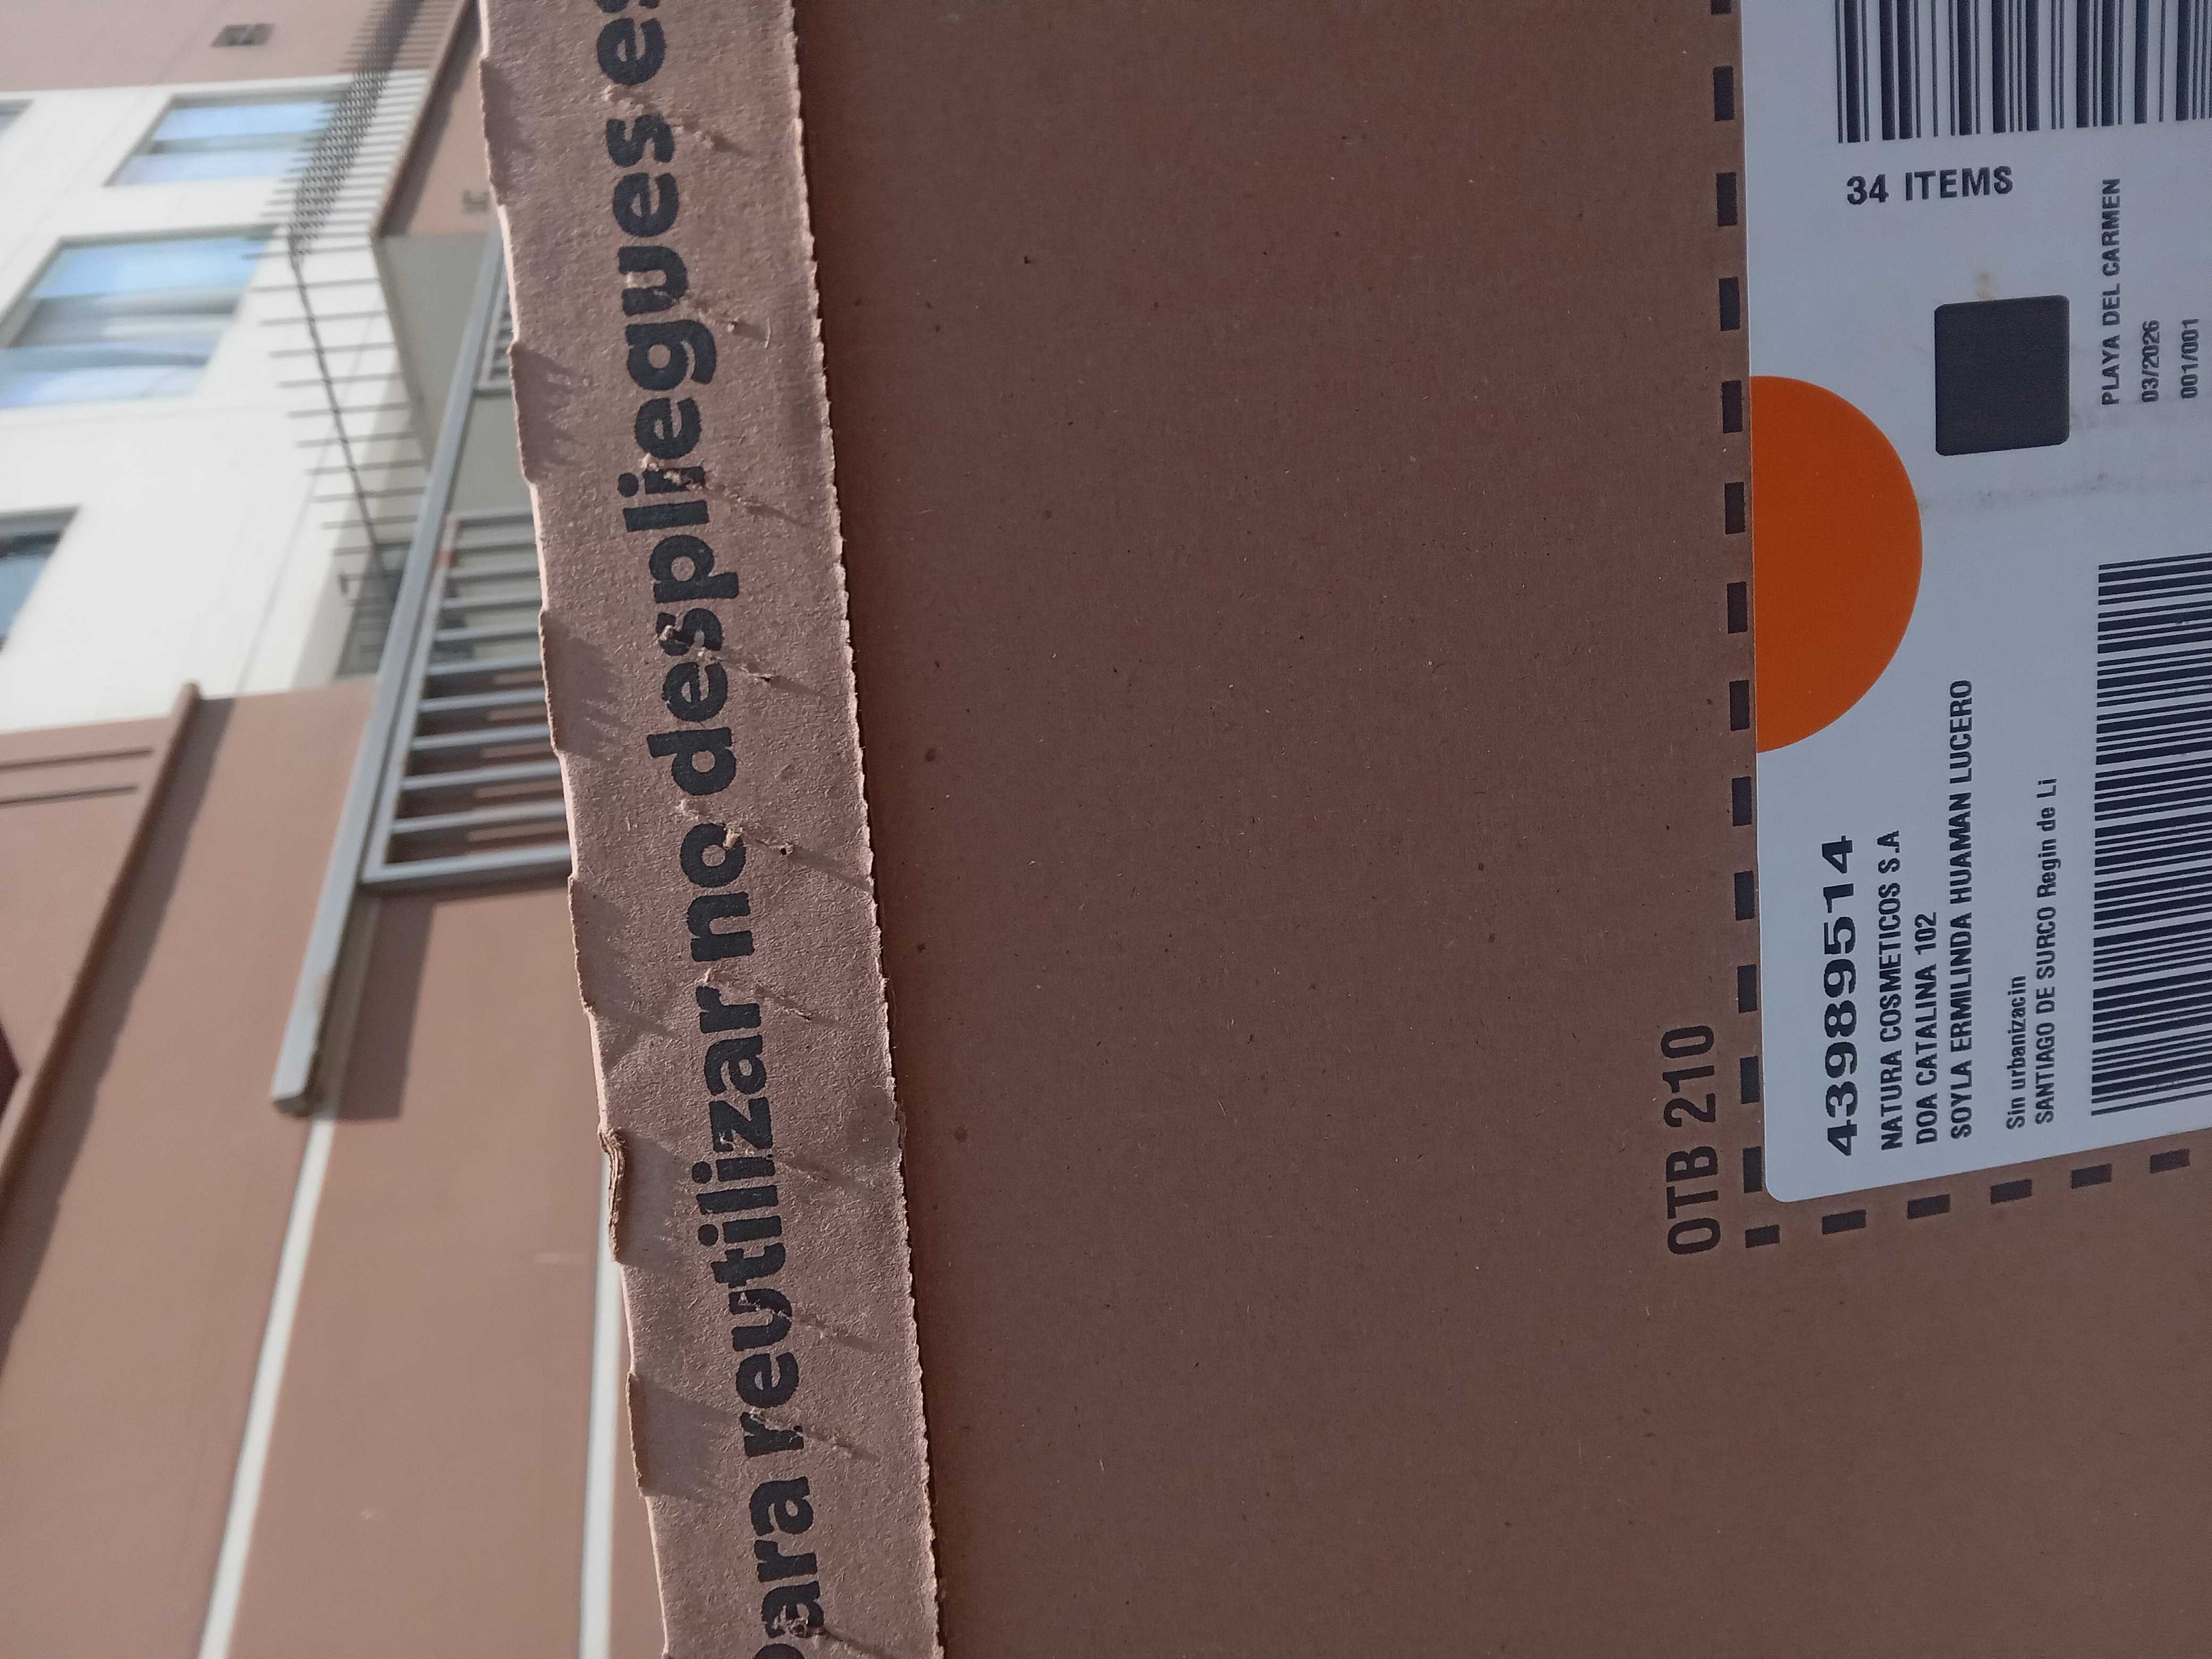 para reutilizar no despliegues es
OTB 210
43989514
NATURA COSMETICOS S.A
DOA CATALINA 102
SOYLA ERMILINDA HUAMAN LUCERO
Sin urbanizacin
SANTIAGO DE SURCO Regin de Li
34 ITEMS
PLAYA DEL CARMEN
03/2026
001/001